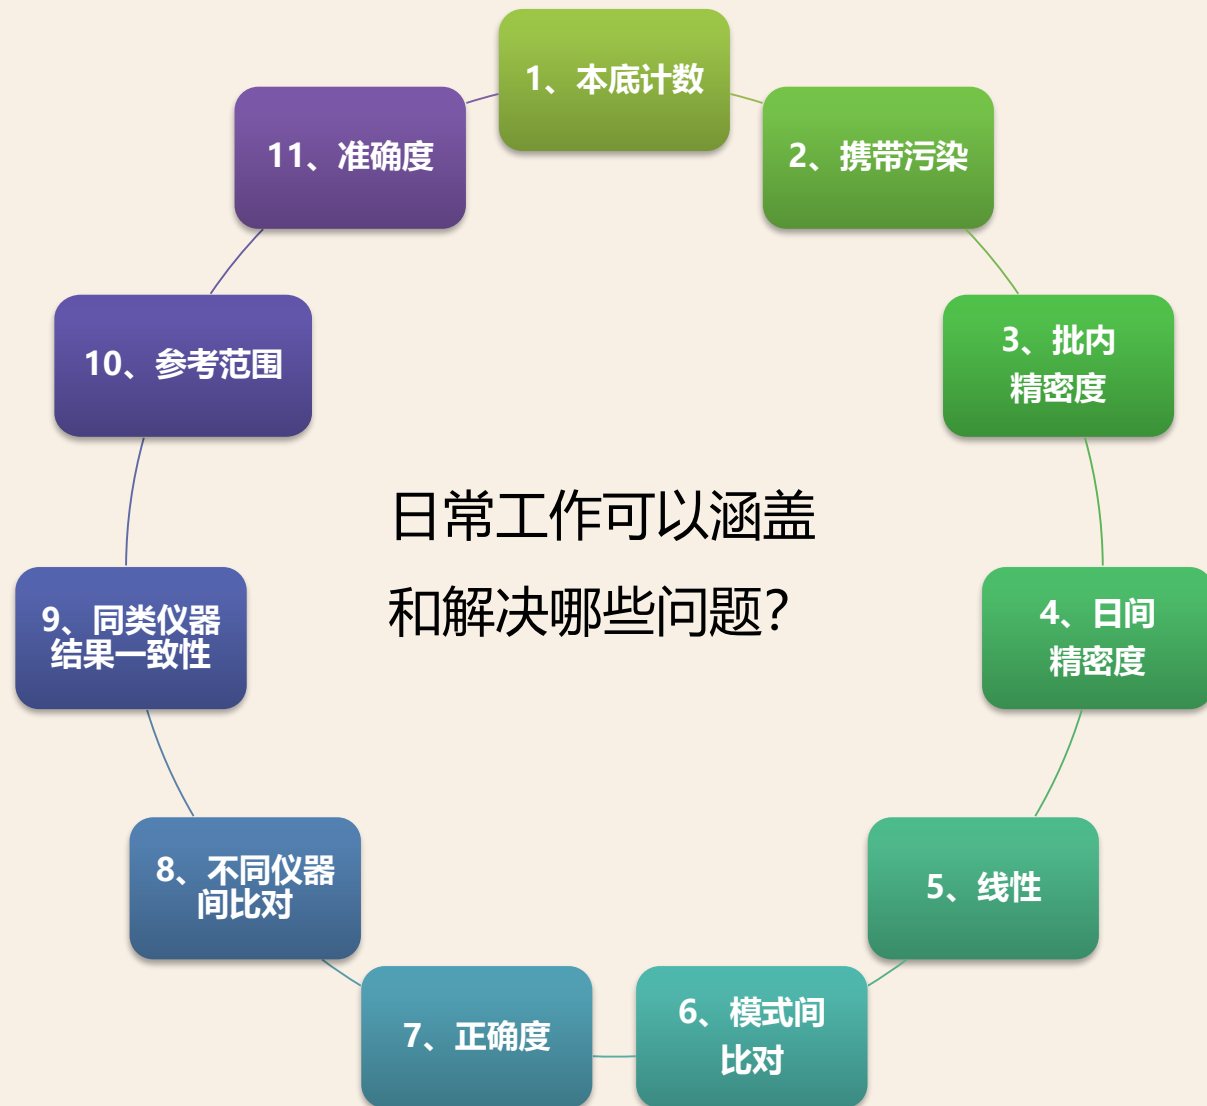 1、本底计数
2、携带污染
3、批内
精密度
4、日间
精密度
5、线性
6、模式间
比对
7、正确度
8、不同仪器
间比对
9、同类仪器
结果一致性
10、参考范围
11、准确度
日常工作可以涵盖
和解决哪些问题？